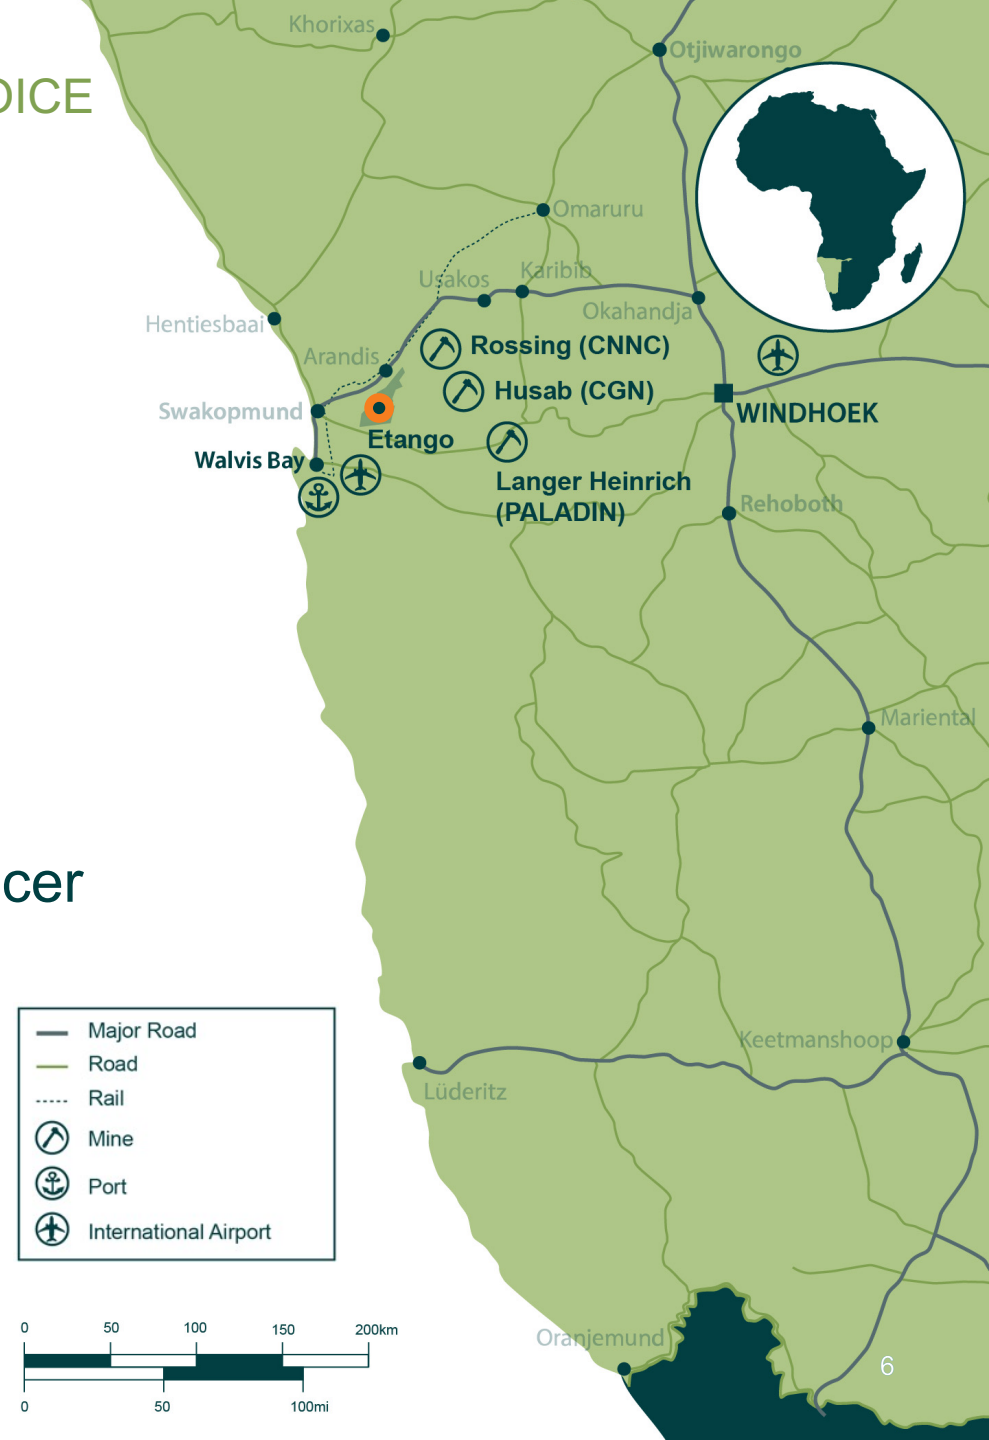 Khorixas
Otjiwarongo
DICE
Omaruru
Usakos
Karibib
Okahandja
Hentiesbaai
Arandis
Rossing (CNNC)
Husab (CGN)
Swakopmund
WINDHOEK
Etango
Walvis Bay
Langer Heinrich
(PALADIN)
Rehoboth
Mariental
cer
Keetmanshoop
Lüderitz
Major Road
Road
Rail
Mine
Port
International Airport
0 50 100 150 200km
0 50 100mi
Oranjemund
6